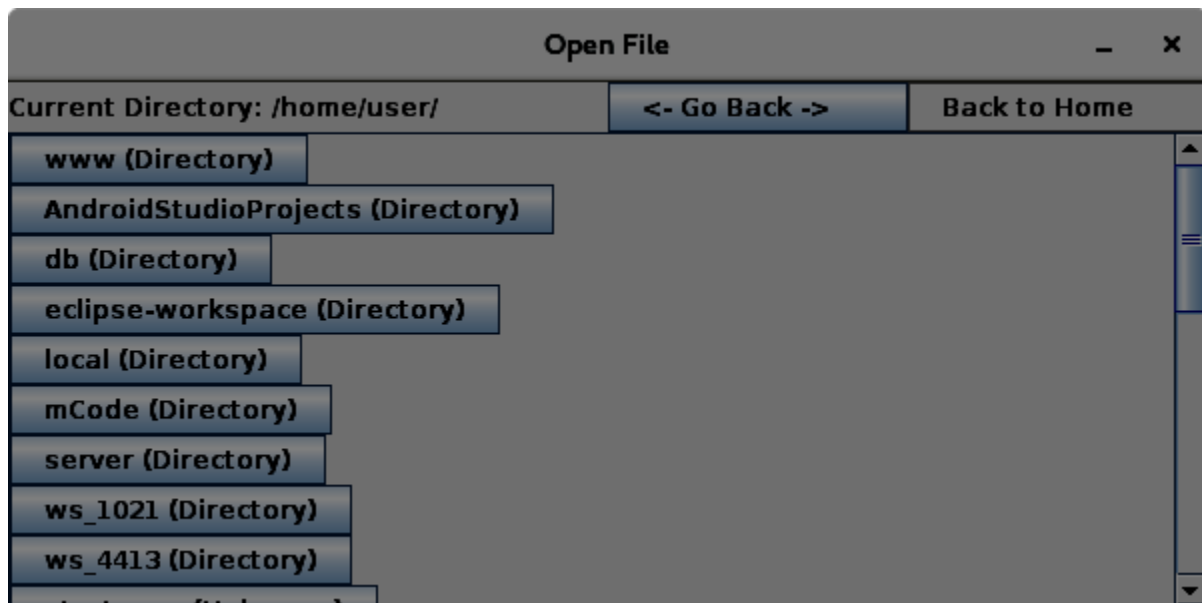 Open File
Current Directory: /home/user/ <- Go Back -> Back to Home
www (Directory)
AndroidStudioProjects (Directory)
db (Directory)
eclipse-workspace (Directory)
local (Directory)
mCode (Directory)
server (Directory)
ws_1021 (Directory)
ws_4413 (Directory)